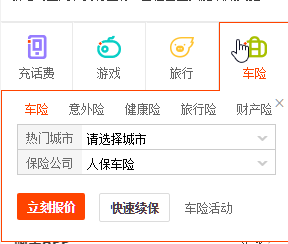 充话费 游戏 旅行 车险
车险 意外险 健康险 旅行险 财产险
热门城市 请选择城市
保险公司 人保车险
立刻报价 快速续保 车险活动